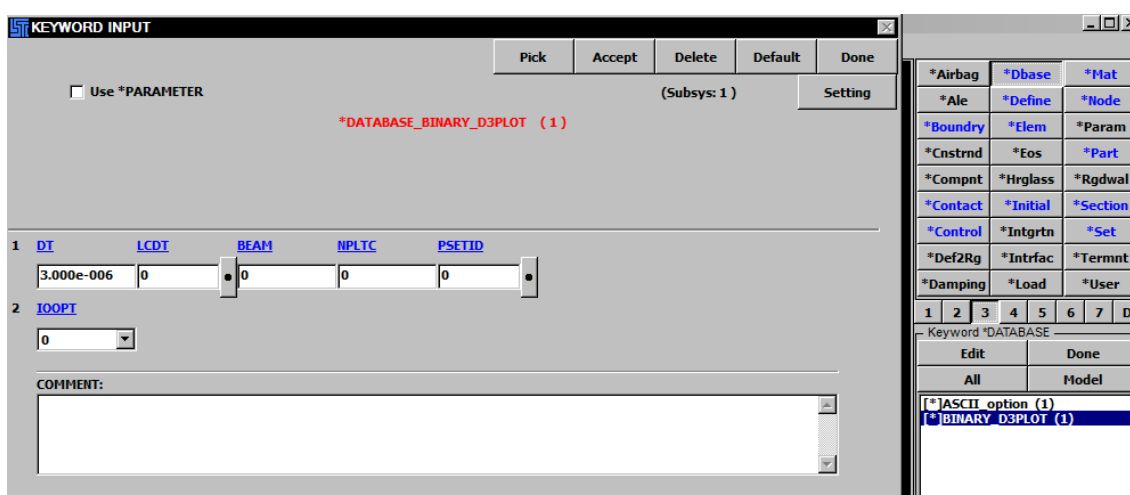 KEYWORD INPUT
Pick Accept Delete Default Done
Use *PARAMETER (Subsys: 1 ) Setting
*DATABASE_BINARY_D3PLOT ( 1 )
1 DT LCDT BEAM NPLTC PSETID
3.000e-006 0 0 0 0
2 IOOPT
0
COMMENT:
*Airbag *Dbase *Mat
*Ale *Define *Node
*Boundry *Elem *Param
*Cnstrnd *Eos *Part
*Compnt *Hrglass *Rgdwal
*Contact *Initial *Section
*Control *Intgrtn *Set
*Def2Rg *Intrfac *Termnt
*Damping *Load *User
1 2 3 4 5 6 7 D
Keyword *DATABASE
Edit Done
All Model
[*]ASCII_option (1)
[*]BINARY_D3PLOT (1)